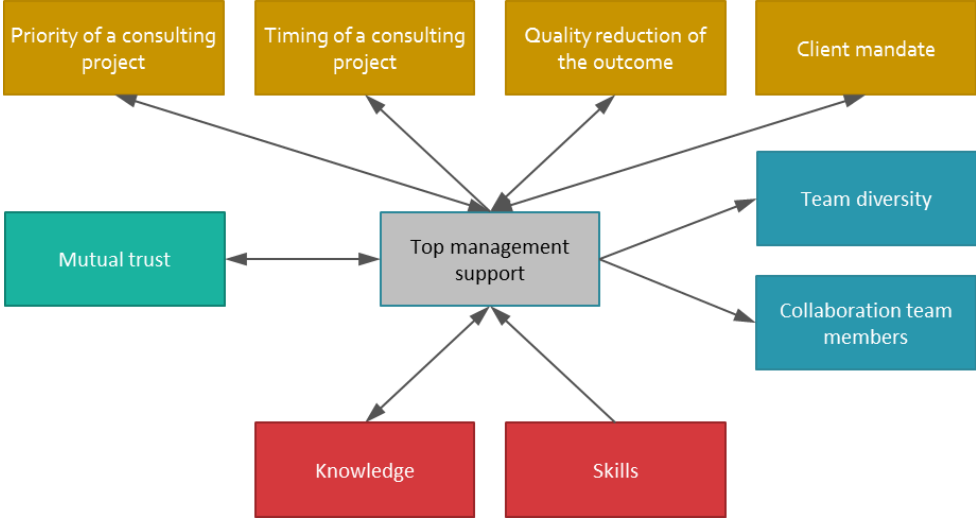 Priority of a consulting
project
Timing of a consulting
project
Quality reduction of
the outcome
Client mandate
Team diversity
Mutual trust
Top management
support
Collaboration team
members
Knowledge
Skills